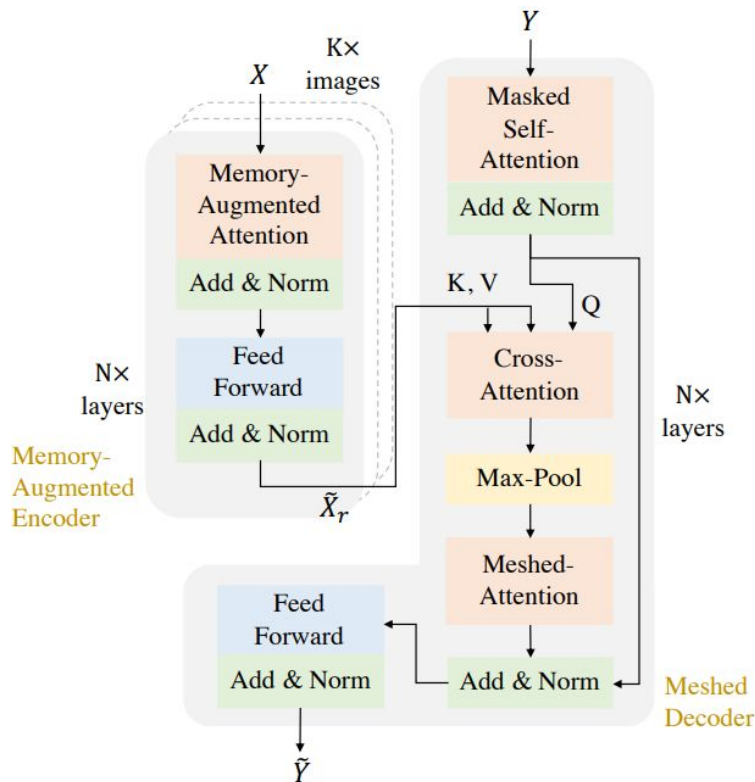 K×
images
X
Memory-
Augmented
Attention
Add & Norm
Feed
Forward
Add & Norm
N×
layers
Memory-
Augmented
Encoder
X̃ᵣ
Y
Masked
Self-
Attention
Add & Norm
K, V
Q
Cross-
Attention
Max-Pool
Meshed-
Attention
Add & Norm
N×
layers
Meshed
Decoder
Feed
Forward
Add & Norm
Ỹ